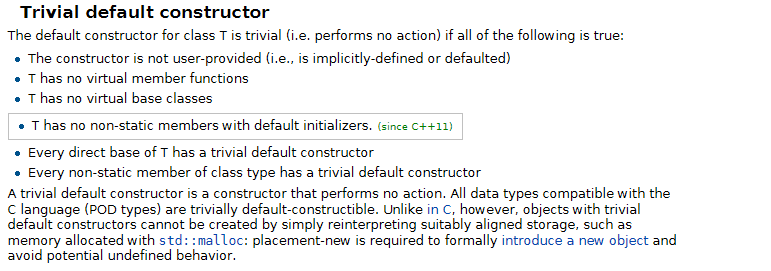 Trivial default constructor
The default constructor for class T is trivial (i.e. performs no action) if all of the following is true:
• The constructor is not user-provided (i.e., is implicitly-defined or defaulted)
• T has no virtual member functions
• T has no virtual base classes
• T has no non-static members with default initializers. (since C++11)
• Every direct base of T has a trivial default constructor
• Every non-static member of class type has a trivial default constructor
A trivial default constructor is a constructor that performs no action. All data types compatible with the
C language (POD types) are trivially default-constructible. Unlike in C, however, objects with trivial
default constructors cannot be created by simply reinterpreting suitably aligned storage, such as
memory allocated with std::malloc: placement-new is required to formally introduce a new object and
avoid potential undefined behavior.